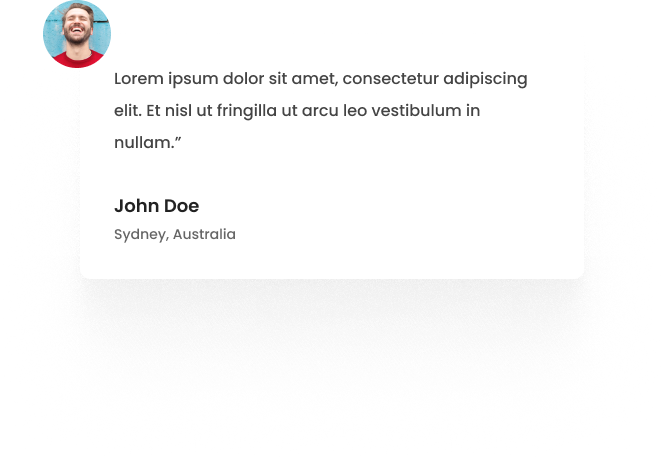 Lorem ipsum dolor sit amet, consectetur adipiscing
elit. Et nisl ut fringilla ut arcu leo vestibulum in
nullam.”
John Doe
Sydney, Australia